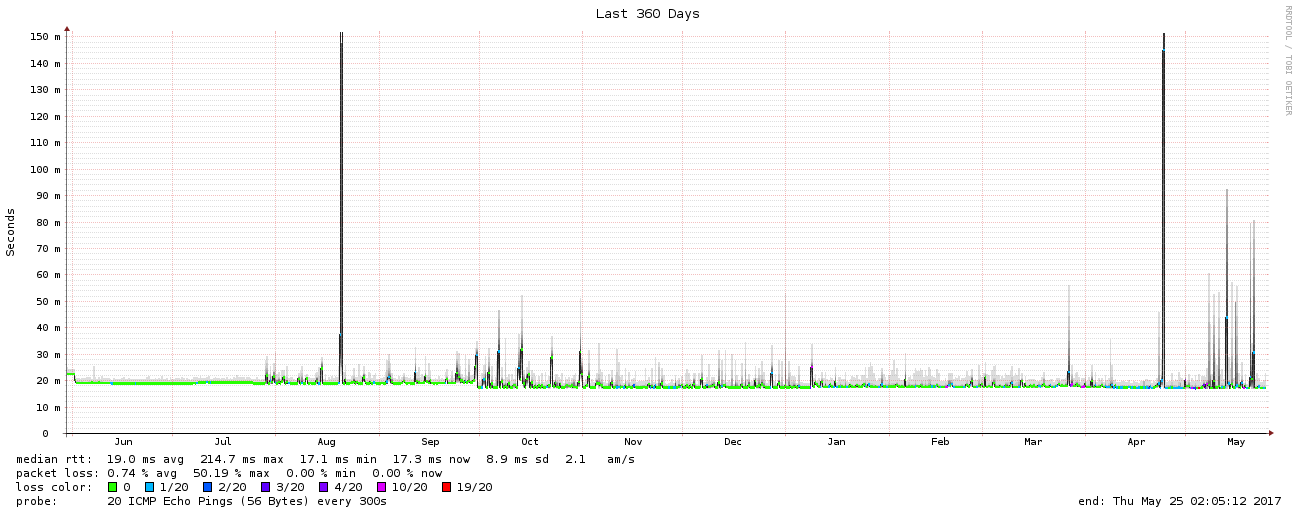 Last 360 Days
RRDTOOL / TOBI OETIKER
Seconds
150 m
140 m
130 m
120 m
110 m
100 m
90 m
80 m
70 m
60 m
50 m
40 m
30 m
20 m
10 m
0
Jun Jul Aug Sep Oct Nov Dec Jan Feb Mar Apr May
median rtt: 19.0 ms avg 214.7 ms max 17.1 ms min 17.3 ms now 8.9 ms sd 2.1 am/s
packet loss: 0.74 % avg 50.19 % max 0.00 % min 0.00 % now
loss color: 0 1/20 2/20 3/20 4/20 10/20 19/20
probe: 20 ICMP Echo Pings (56 Bytes) every 300s end: Thu May 25 02:05:12 2017